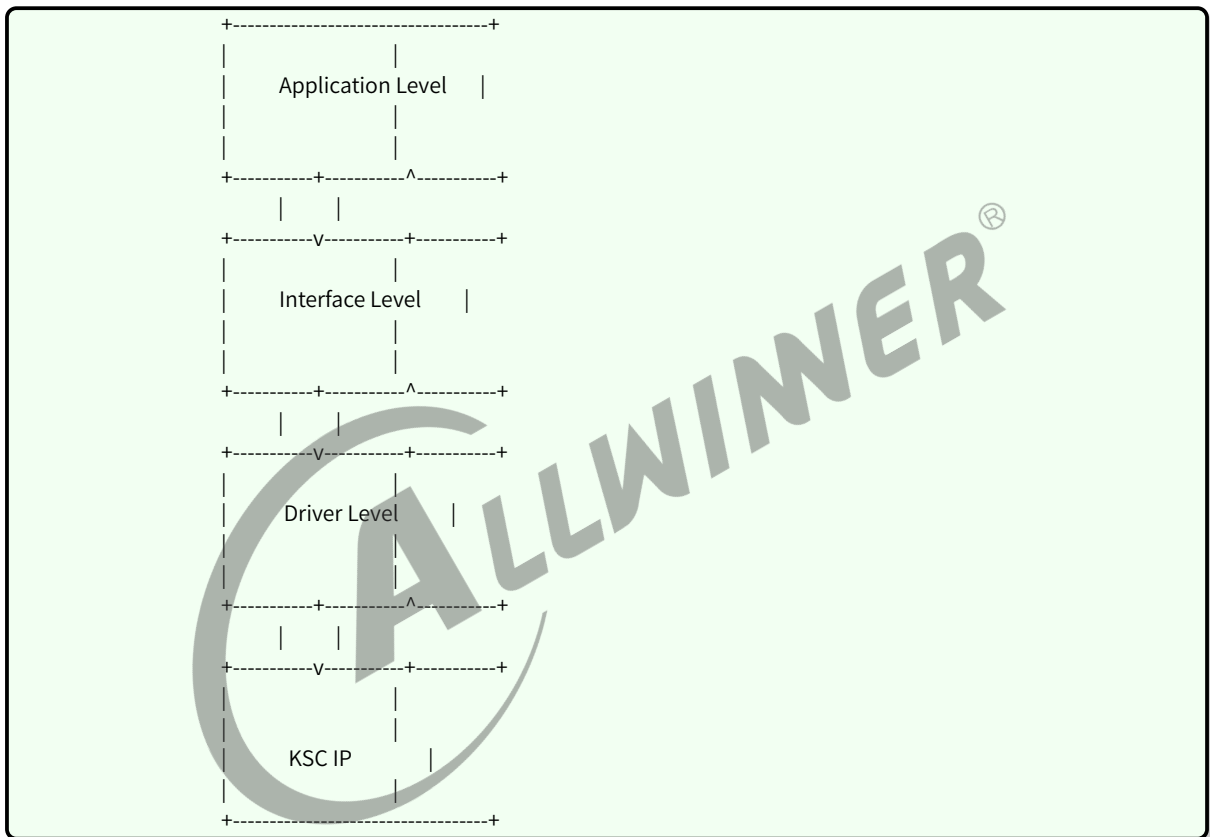 +-----------------------------------+
|                      |
|       Application Level     |
|                      |
|                      |
+-----------+-----------^-----------+
|       |
+-----------v-----------+-----------+
|                      |
|       Interface Level      |
|                      |
|                      |
+-----------+-----------^-----------+
|       |
+-----------v-----------+-----------+
|                      |
|       Driver Level        |
|                      |
|                      |
+-----------+-----------^-----------+
|       |
+-----------v-----------+-----------+
|                      |
|                      |
|        KSC IP           |
|                      |
+-----------------------------------+
ALLWINNER®